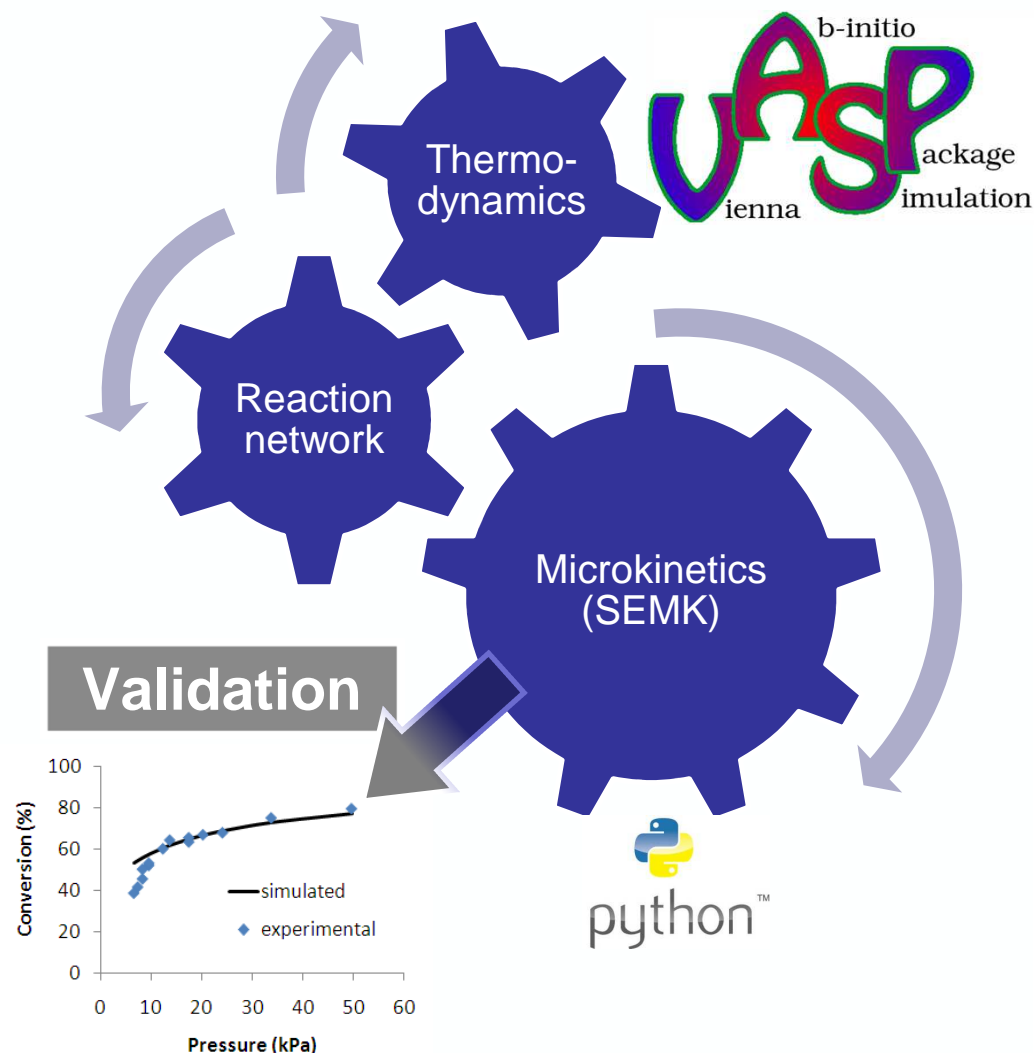 b-initio
VASP
ackage
ienna
imulation
Thermo-
dynamics
Reaction
network
Microkinetics
(SEMK)
Validation
100
80
60
40
20
0
Conversion (%)
simulated
experimental
0 10 20 30 40 50 60
Pressure (kPa)
python™